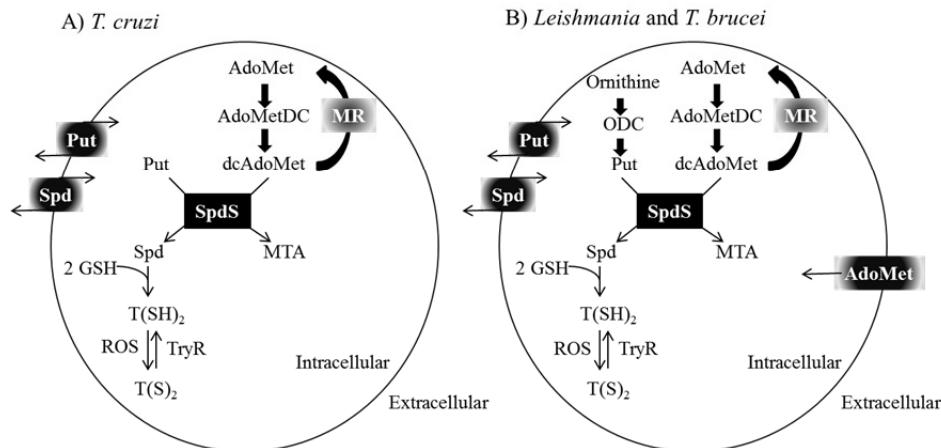 A) T. cruzi
AdoMet
AdoMetDC
MR
dcAdoMet
Put
Put
Spd
SpdS
Spd
MTA
2 GSH
T(SH)₂
ROS
TryR
T(S)₂
Intracellular
Extracellular
B) Leishmania and T. brucei
Ornithine
AdoMet
ODC
AdoMetDC
MR
Put
Put
dcAdoMet
Spd
SpdS
Spd
MTA
AdoMet
2 GSH
T(SH)₂
ROS
TryR
T(S)₂
Intracellular
Extracellular